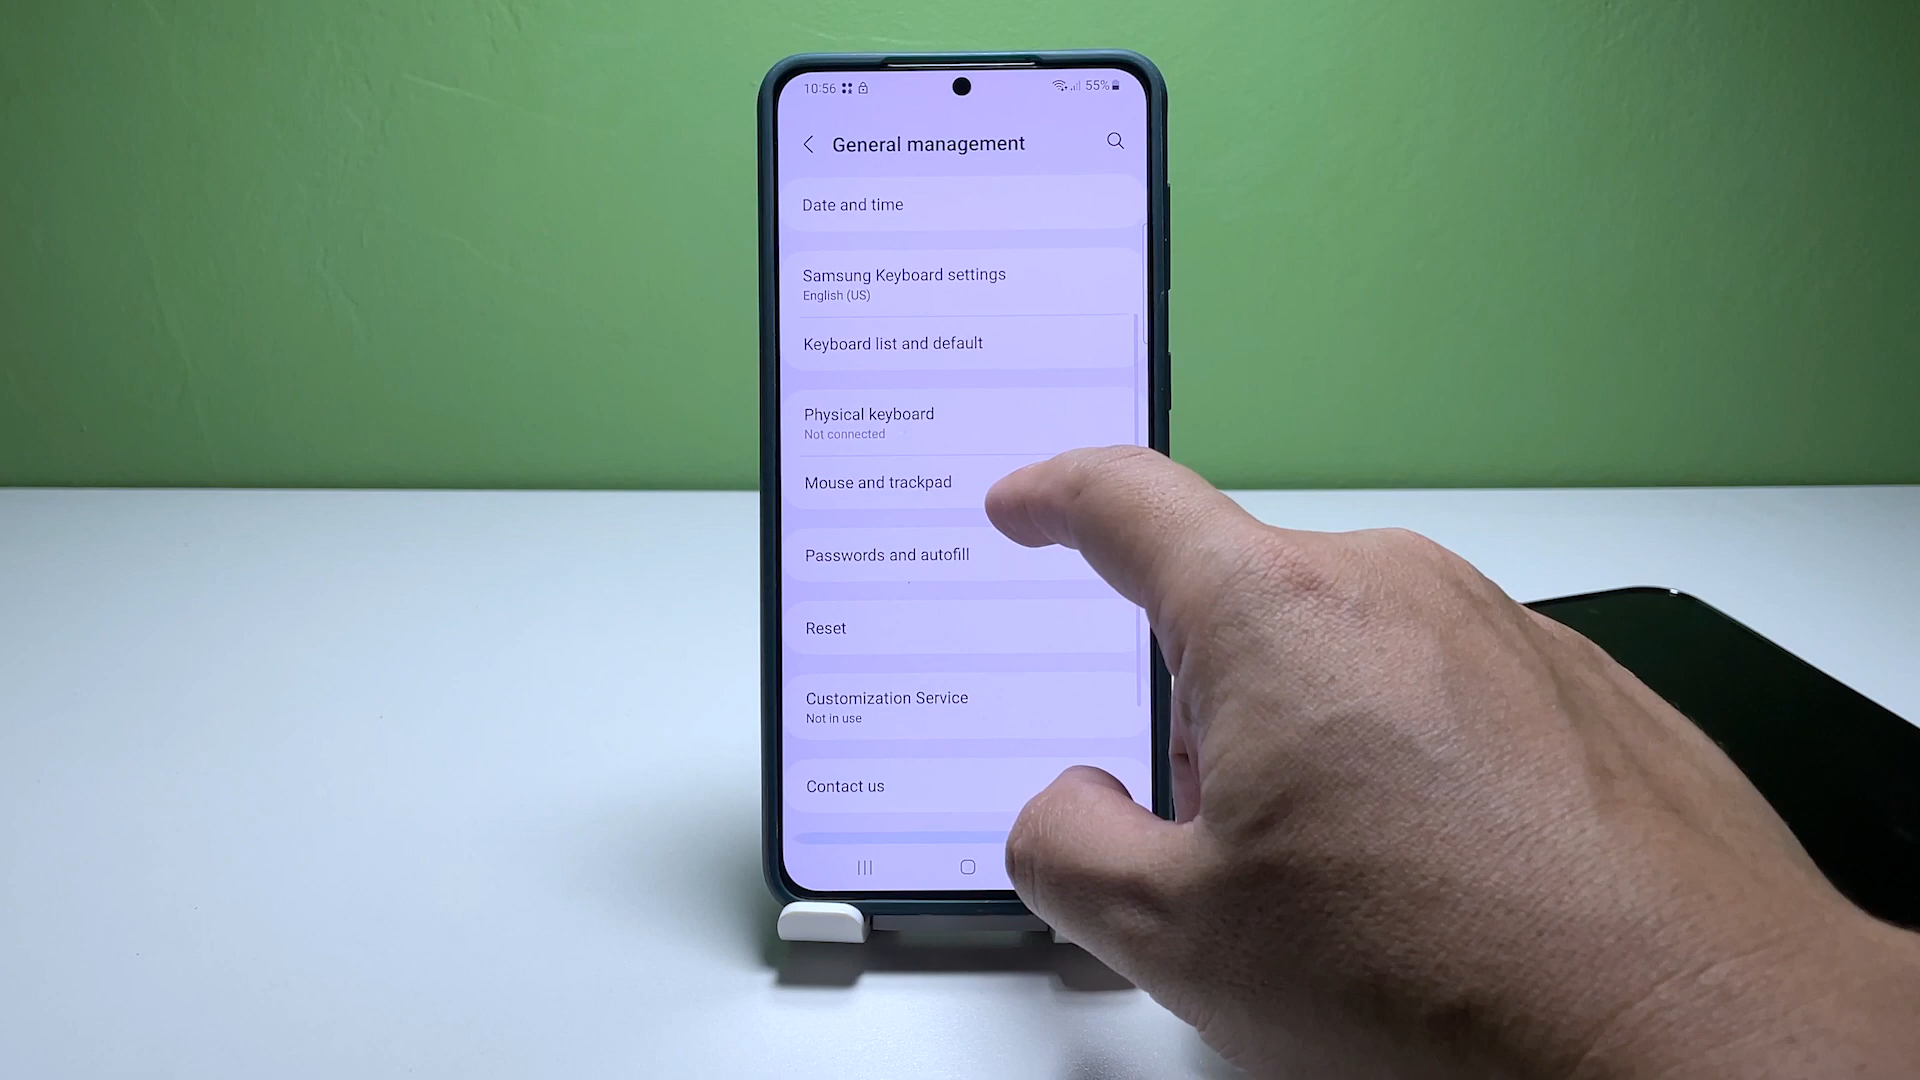 10:56
55%
General management
Date and time
Samsung Keyboard settings
English (US)
Keyboard list and default
Physical keyboard
Not connected
Mouse and trackpad
Passwords and autofill
Reset
Customization Service
Not in use
Contact us